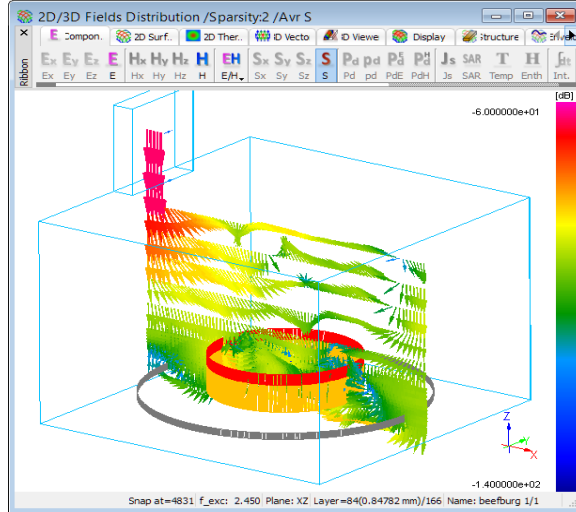 2D/3D Fields Distribution /Sparsity:2 /Avr S
E Compon.
2D Surf..
2D Ther..
3D Vecto
3D Viewe
Display
Structure
Ribbon
Ex Ey Ez E Hx Hy Hz H EH Sx Sy Sz S Pd pd Js SAR T H
Ex Ey Ez E Hx Hy Hz H E/H, Sx Sy Sz S Pd pd PdE PdH Js SAR Temp Enth Int.
[dB]
-6.000000e+01
Z
Y
X
-1.400000e+02
Snap at=4831 f_exc: 2.450 Plane: XZ Layer=84(0.84782 mm)/166 Name: beefburg 1/1